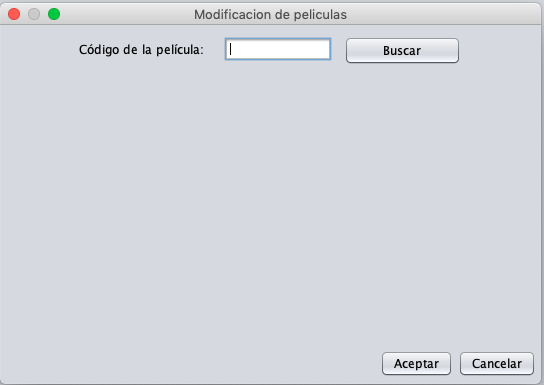 Modificacion de peliculas
Código de la película: Buscar
Aceptar Cancelar